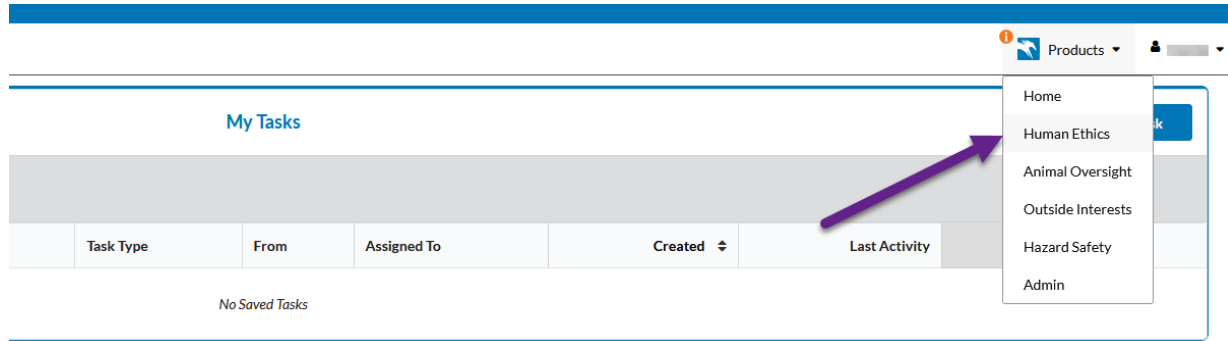 Products
Home
My Tasks
sk
Human Ethics
Animal Oversight
Outside Interests
Task Type From Assigned To Created Last Activity
Hazard Safety
Admin
No Saved Tasks